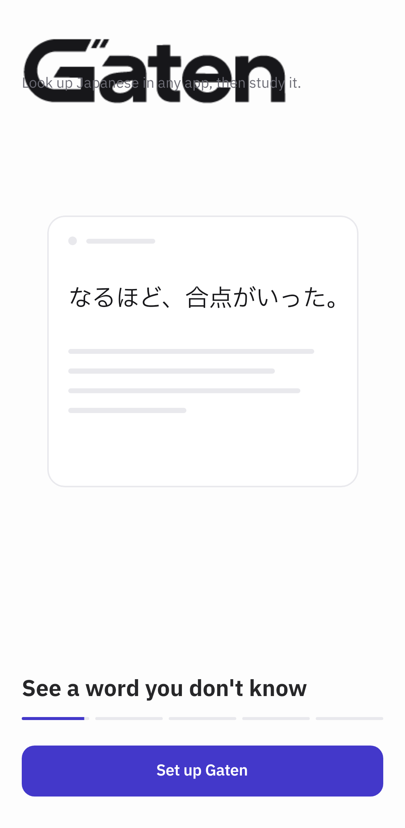 Gaten
Look up Japanese in any app, then study it.
なるほど、合点がいった。
See a word you don't know
Set up Gaten